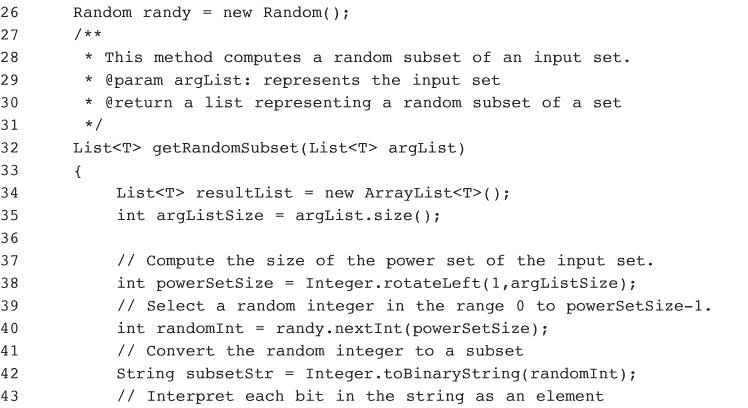 26 Random randy = new Random();
27 /**
28 * This method computes a random subset of an input set.
29 * @param argList: represents the input set
30 * @return a list representing a random subset of a set
31 */
32 List<T> getRandomSubset(List<T> argList)
33 {
34 List<T> resultList = new ArrayList<T>();
35 int argListSize = argList.size();
36
37 // Compute the size of the power set of the input set.
38 int powerSetSize = Integer.rotateLeft(1,argListSize);
39 // Select a random integer in the range 0 to powerSetSize-1.
40 int randomInt = randy.nextInt(powerSetSize);
41 // Convert the random integer to a subset
42 String subsetStr = Integer.toBinaryString(randomInt);
43 // Interpret each bit in the string as an element